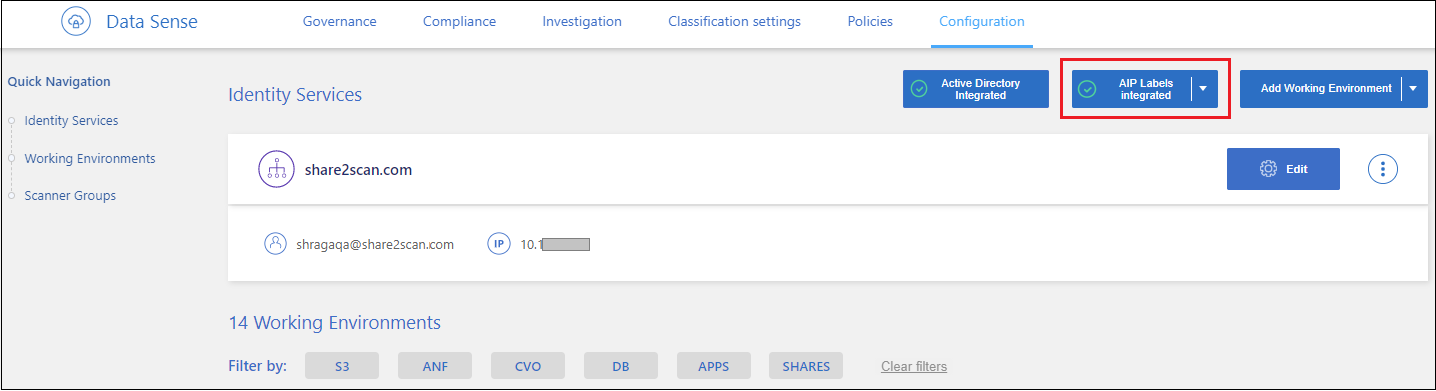 Data Sense
Governance
Compliance
Investigation
Classification settings
Policies
Configuration
Quick Navigation
Identity Services
Working Environments
Scanner Groups
Identity Services
Active Directory
Integrated
AIP Labels
integrated
Add Working Environment
share2scan.com
Edit
shragaqa@share2scan.com
IP
10.1
14 Working Environments
Filter by:
S3
ANF
CVO
DB
APPS
SHARES
Clear filters